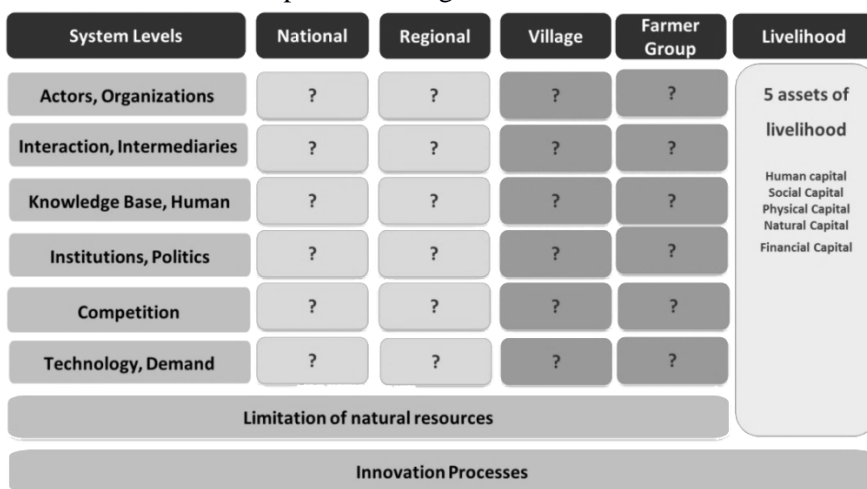 System Levels National Regional Village Farmer Group Livelihood
Actors, Organizations ? ? ? ?
Interaction, Intermediaries ? ? ? ?
Knowledge Base, Human ? ? ? ?
Institutions, Politics ? ? ? ?
Competition ? ? ? ?
Technology, Demand ? ? ? ?
5 assets of
livelihood
Human capital
Social Capital
Physical Capital
Natural Capital
Financial Capital
Limitation of natural resources
Innovation Processes